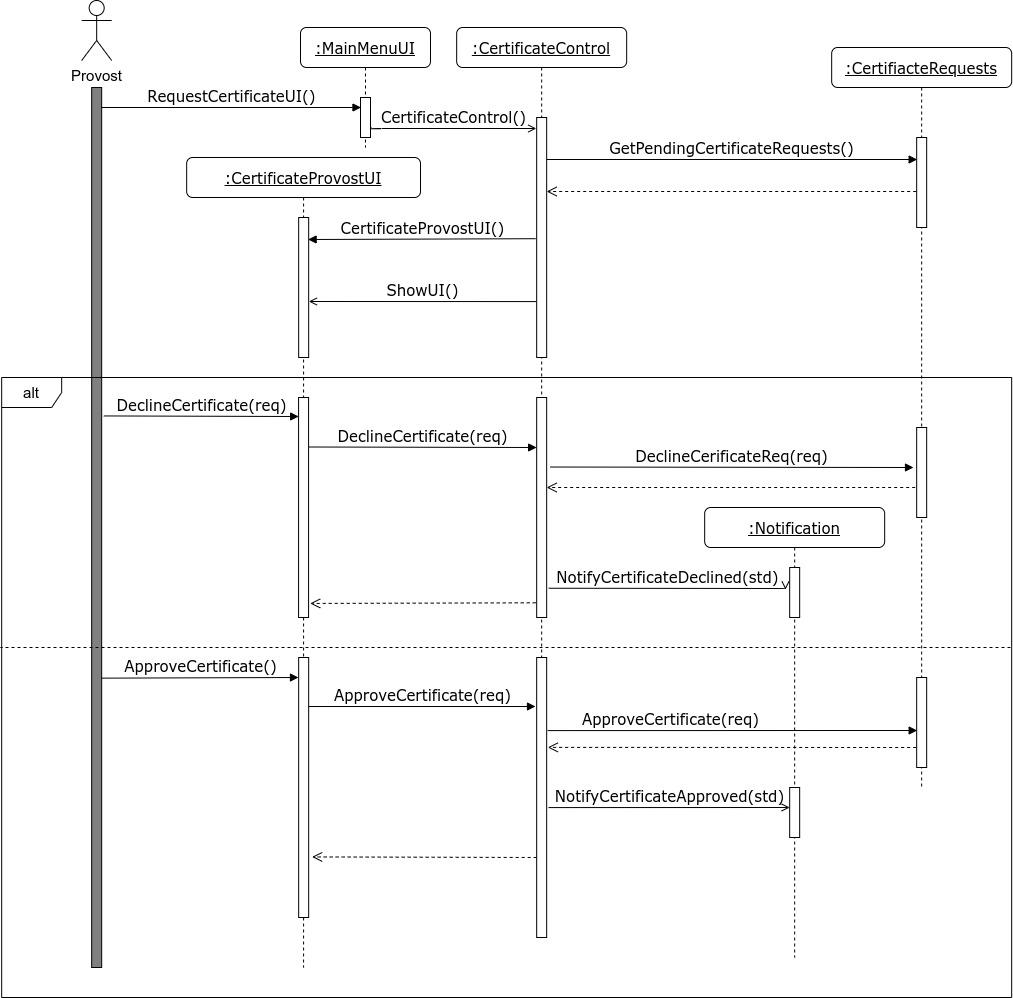 :MainMenuUI
:CertificateControl
:CertifiacteRequests
Provost
RequestCertificateUI()
CertificateControl()
GetPendingCertificateRequests()
:CertificateProvostUI
CertificateProvostUI()
ShowUI()
alt
DeclineCertificate(req)
DeclineCertificate(req)
DeclineCerificateReq(req)
:Notification
NotifyCertificateDeclined(std)
ApproveCertificate()
ApproveCertificate(req)
ApproveCertificate(req)
NotifyCertificateApproved(std)